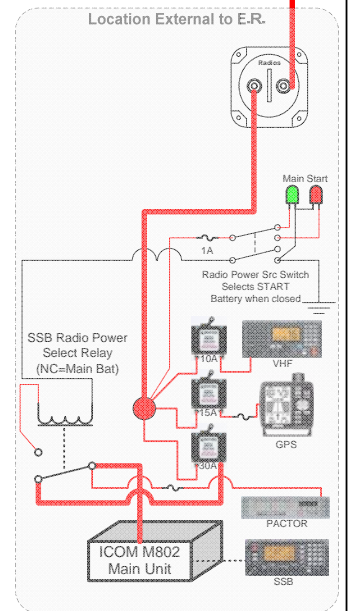 Location External to E.R.
Radios
Main Start
1A
Radio Power Src Switch
Selects START
Battery when closed
SSB Radio Power
Select Relay
(NC=Main Bat)
10A
VHF
15A
GPS
30A
PACTOR
ICOM M802
Main Unit
SSB